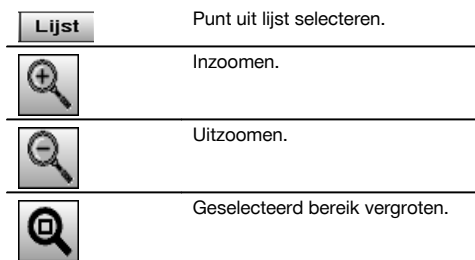 Lijst Punt uit lijst selecteren.
Inzoomen.
Uitzoomen.
Geselecteerd bereik vergroten.